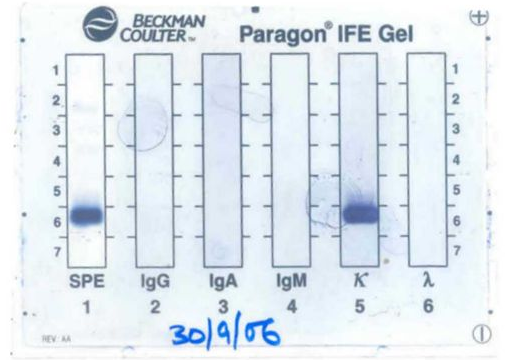 BECKMAN
COULTER™
Paragon® IFE Gel
1 1
2 2
3 3
4 4
5 5
6 6
7 7
SPE IgG IgA IgM K λ
1 2 3 4 5 6
REV: AA
30/9/06